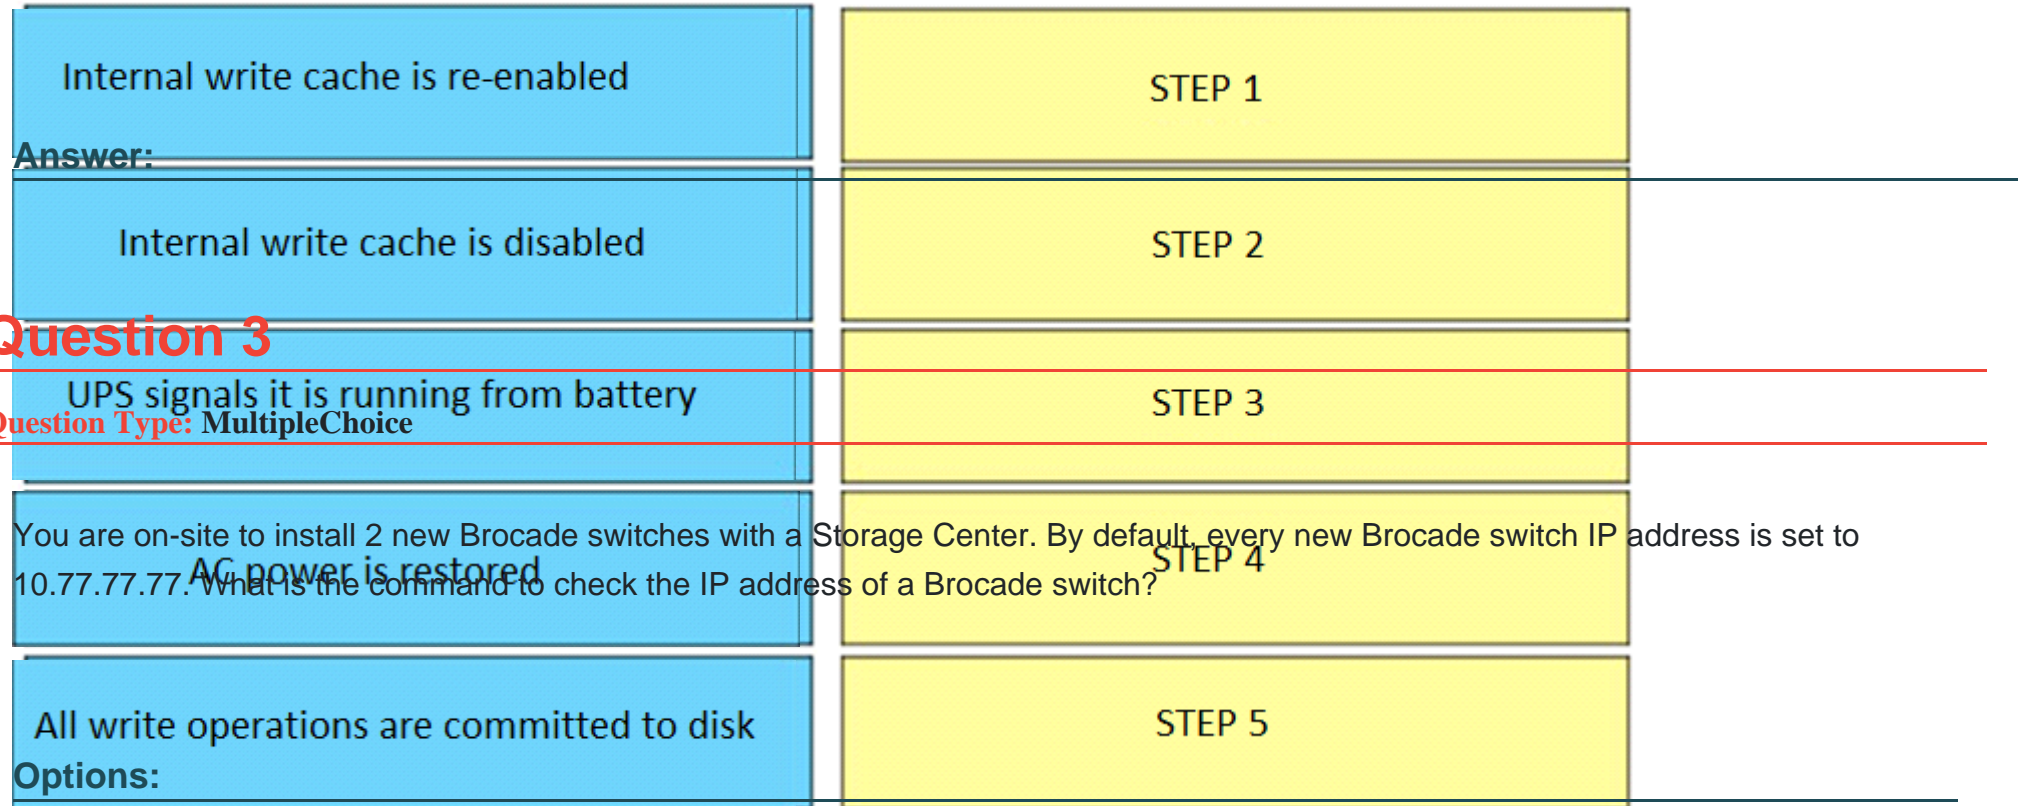 Internal write cache is re-enabled
STEP 1
Answer:
Internal write cache is disabled
STEP 2
Question 3
UPS signals it is running from battery
STEP 3
Question Type: MultipleChoice
You are on-site to install 2 new Brocade switches with a Storage Center. By default, every new Brocade switch IP address is set to
10.77.77.77. What is the command to check the IP address of a Brocade switch?
AC power is restored
STEP 4
All write operations are committed to disk
STEP 5
Options: